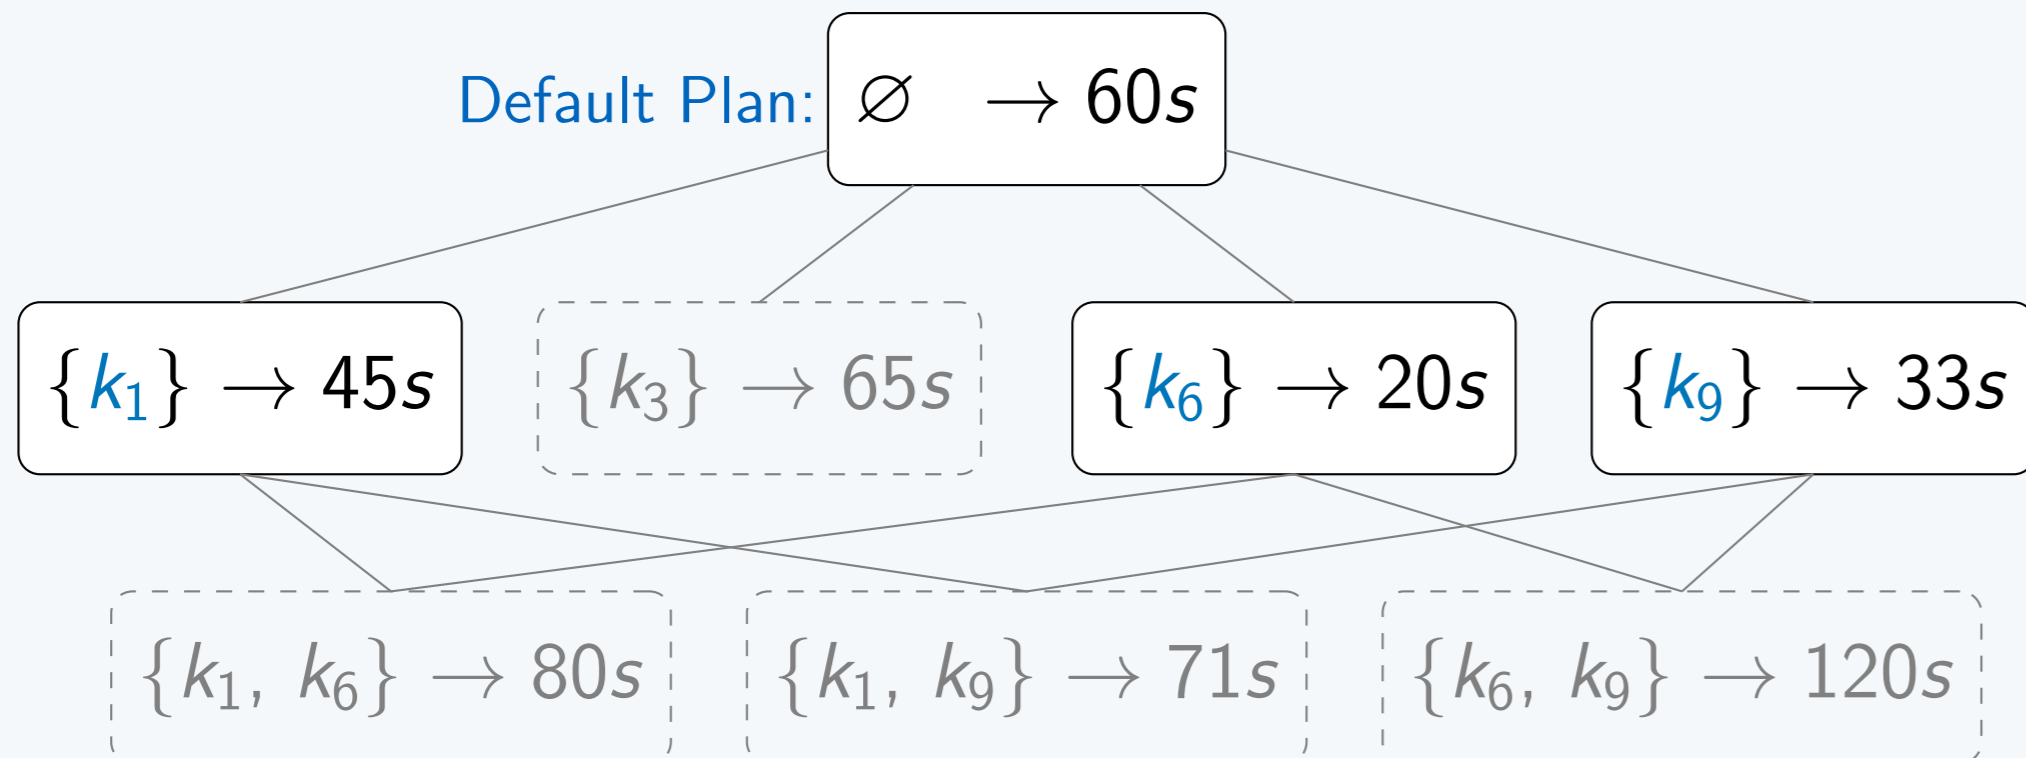 Default Plan: ∅ → 60s
{k₁} → 45s {k₃} → 65s {k₆} → 20s {k₉} → 33s
{k₁, k₆} → 80s {k₁, k₉} → 71s {k₆, k₉} → 120s